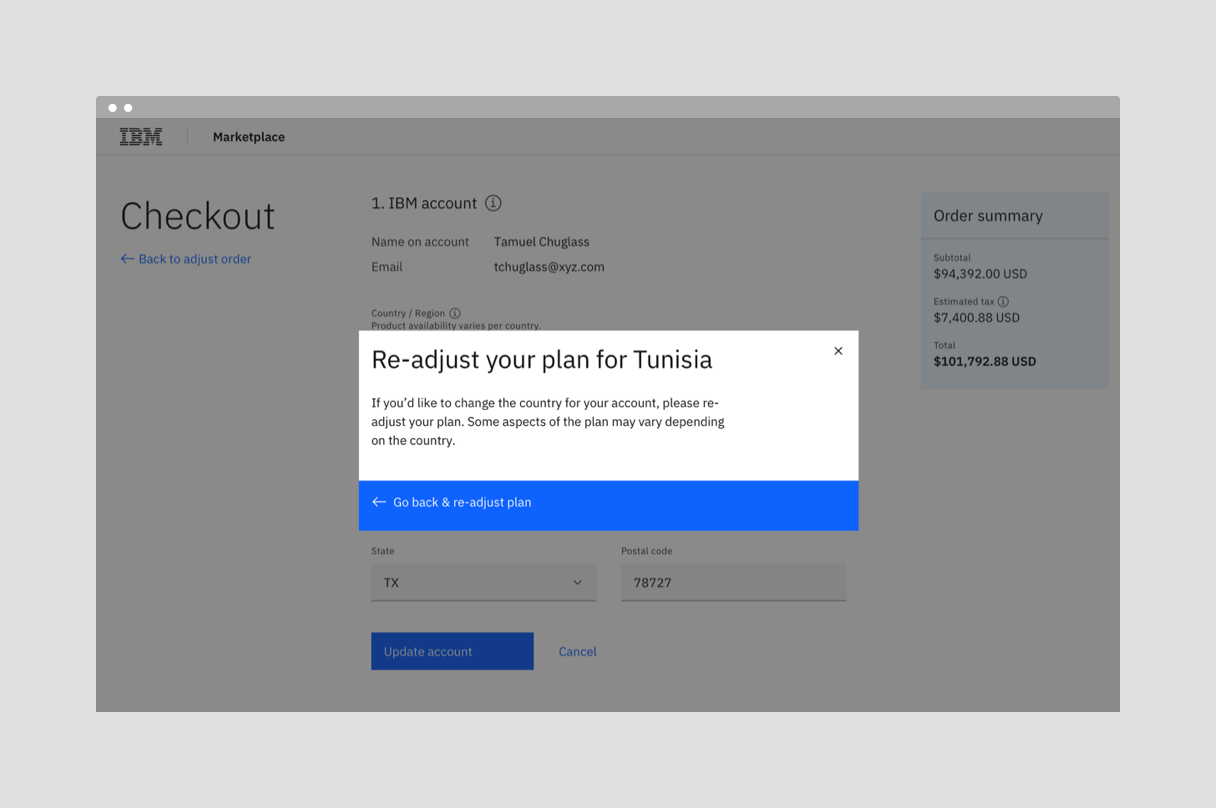 IBM
Marketplace
Checkout
Back to adjust order
1. IBM account
Name on account
Tamuel Chuglass
Email
tchuglass@xyz.com
Country / Region
Product availability varies per country.
Re-adjust your plan for Tunisia
If you’d like to change the country for your account, please re-
adjust your plan. Some aspects of the plan may vary depending
on the country.
Go back & re-adjust plan
State
TX
Postal code
78727
Update account
Cancel
Order summary
Subtotal
$94,392.00 USD
Estimated tax
$7,400.88 USD
Total
$101,792.88 USD